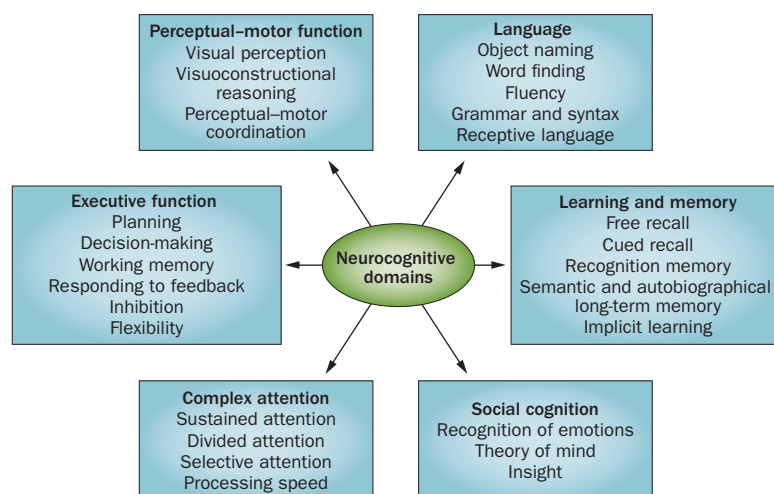 Perceptual–motor function
Visual perception
Visuoconstructional
reasoning
Perceptual–motor
coordination
Language
Object naming
Word finding
Fluency
Grammar and syntax
Receptive language
Executive function
Planning
Decision-making
Working memory
Responding to feedback
Inhibition
Flexibility
Neurocognitive
domains
Learning and memory
Free recall
Cued recall
Recognition memory
Semantic and autobiographical
long-term memory
Implicit learning
Complex attention
Sustained attention
Divided attention
Selective attention
Processing speed
Social cognition
Recognition of emotions
Theory of mind
Insight